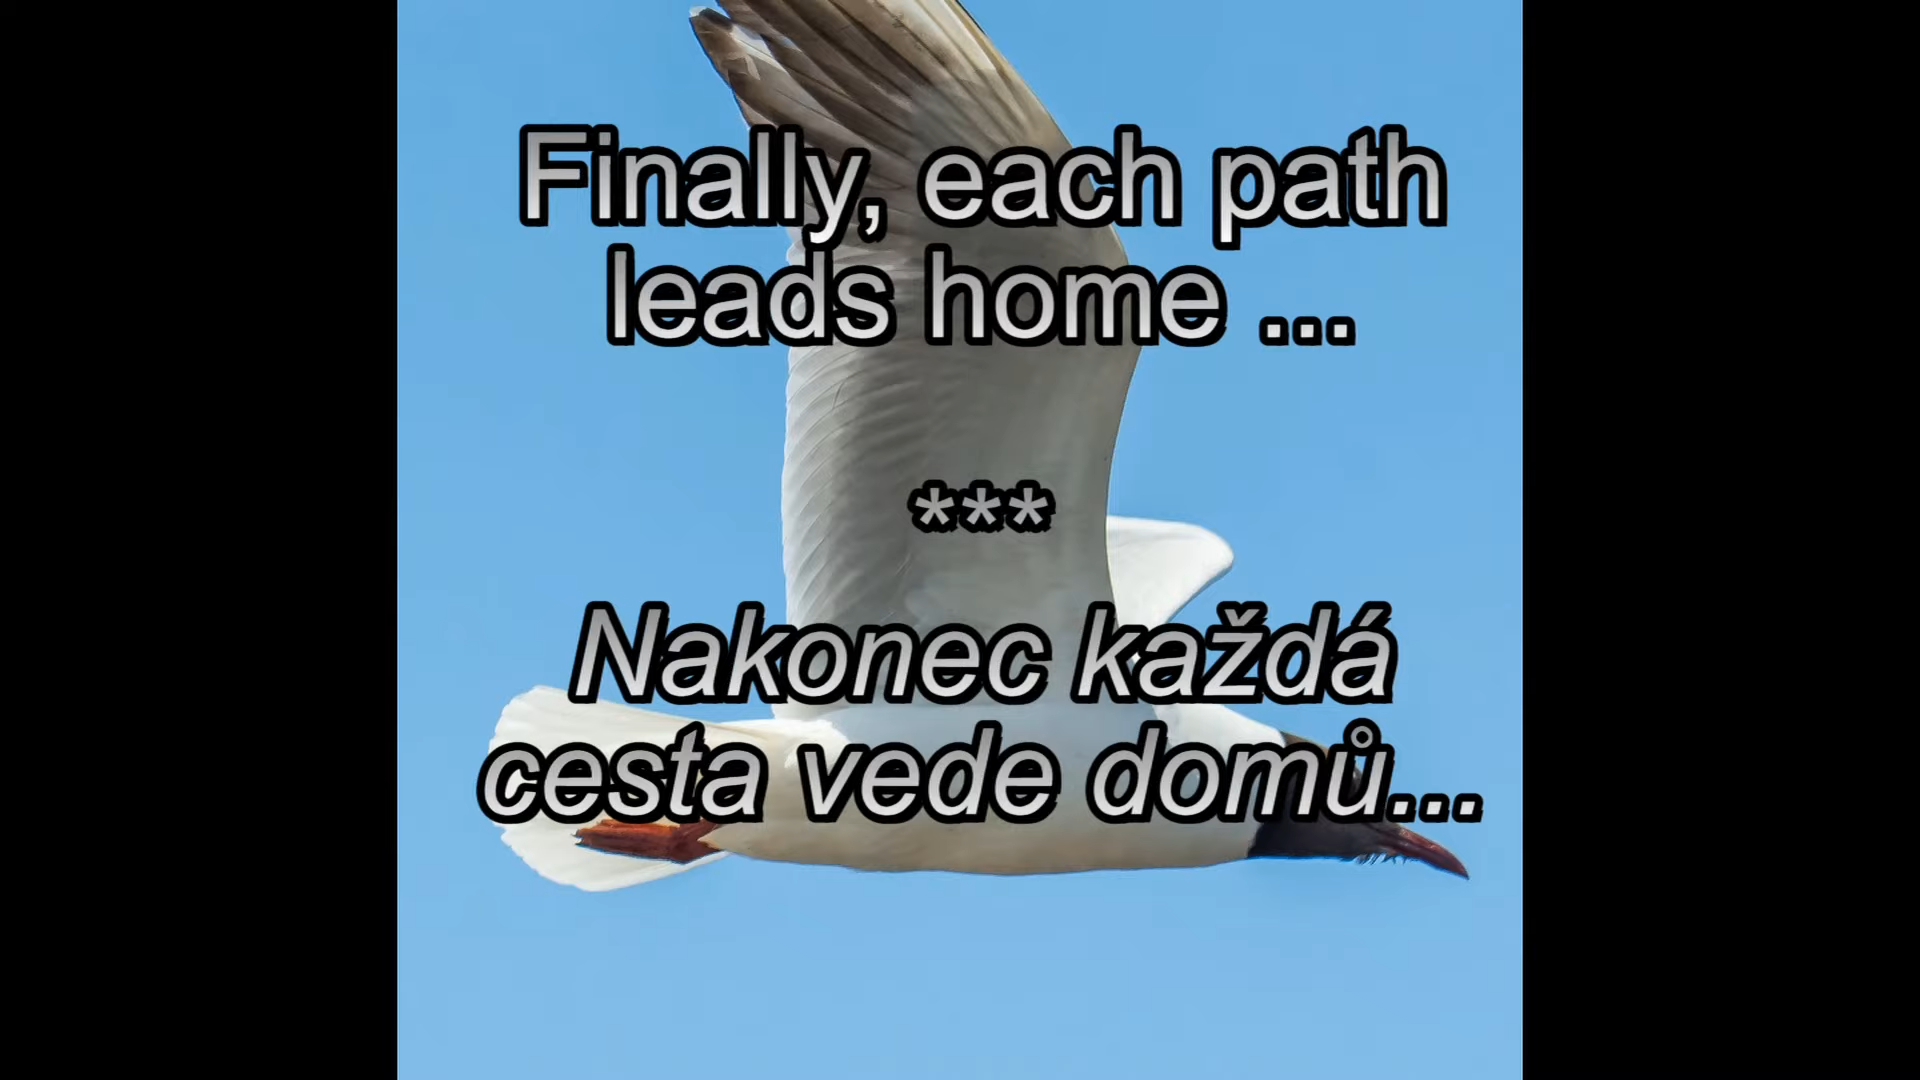 Finally, each path
leads home ...
***
Nakonec každá
cesta vede domů...